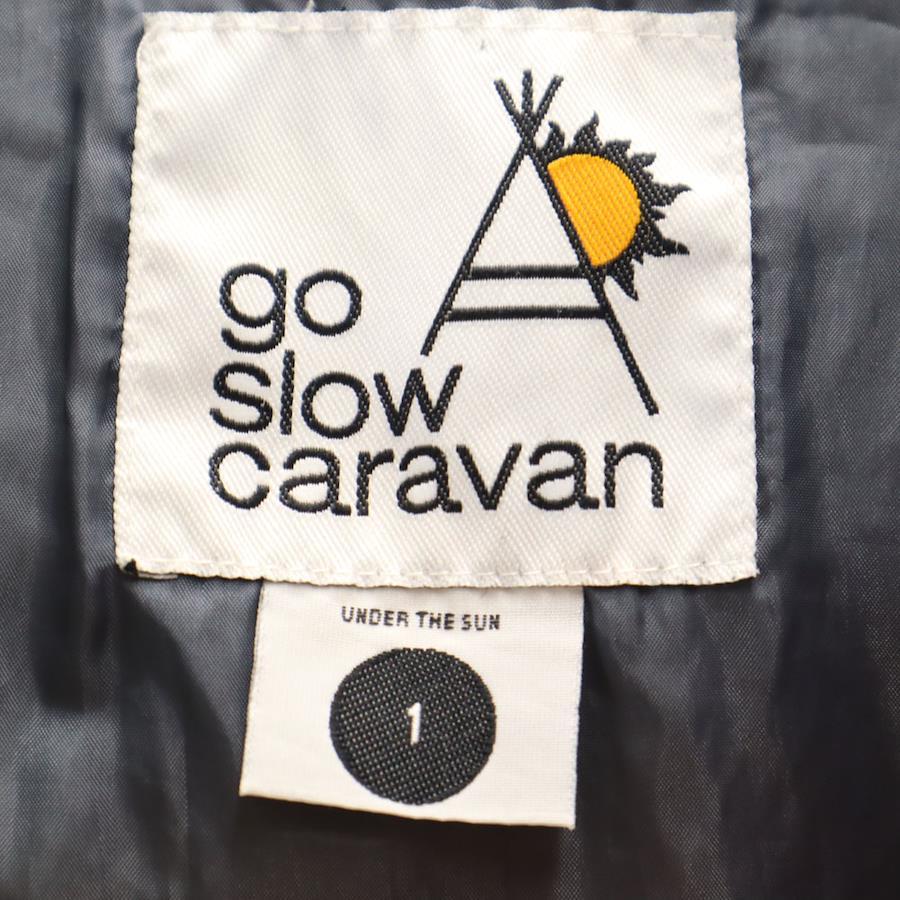 go
slow
caravan
UNDER THE SUN
1